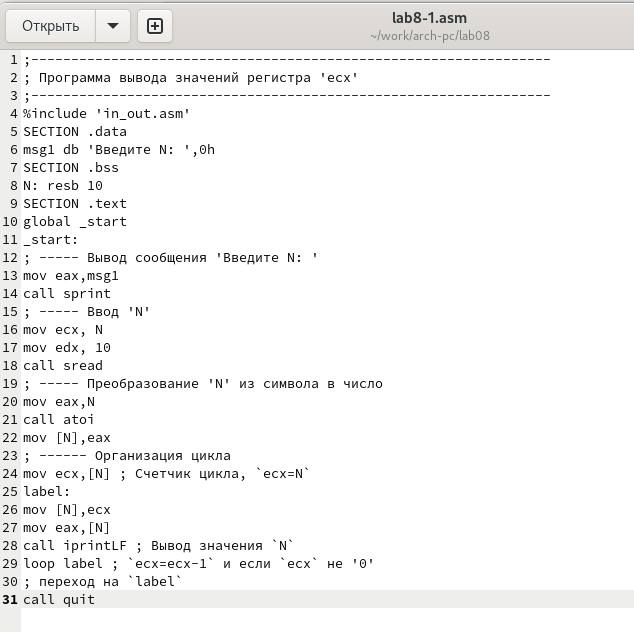 Открыть
lab8-1.asm
~/work/arch-pc/lab08
1 ;-----------------------------------------------------------------
2 ; Программа вывода значений регистра 'ecx'
3 ;-----------------------------------------------------------------
4 %include 'in_out.asm'
5 SECTION .data
6 msg1 db 'Введите N: ',0h
7 SECTION .bss
8 N: resb 10
9 SECTION .text
10 global _start
11 _start:
12 ; ----- Вывод сообщения 'Введите N: '
13 mov eax,msg1
14 call sprint
15 ; ----- Ввод 'N'
16 mov ecx, N
17 mov edx, 10
18 call sread
19 ; ----- Преобразование 'N' из символа в число
20 mov eax,N
21 call atoi
22 mov [N],eax
23 ; ------ Организация цикла
24 mov ecx,[N] ; Счетчик цикла, `ecx=N`
25 label:
26 mov [N],ecx
27 mov eax,[N]
28 call iprintLF ; Вывод значения `N`
29 loop label ; `ecx=ecx-1` и если `ecx` не '0'
30 ; переход на `label`
31 call quit